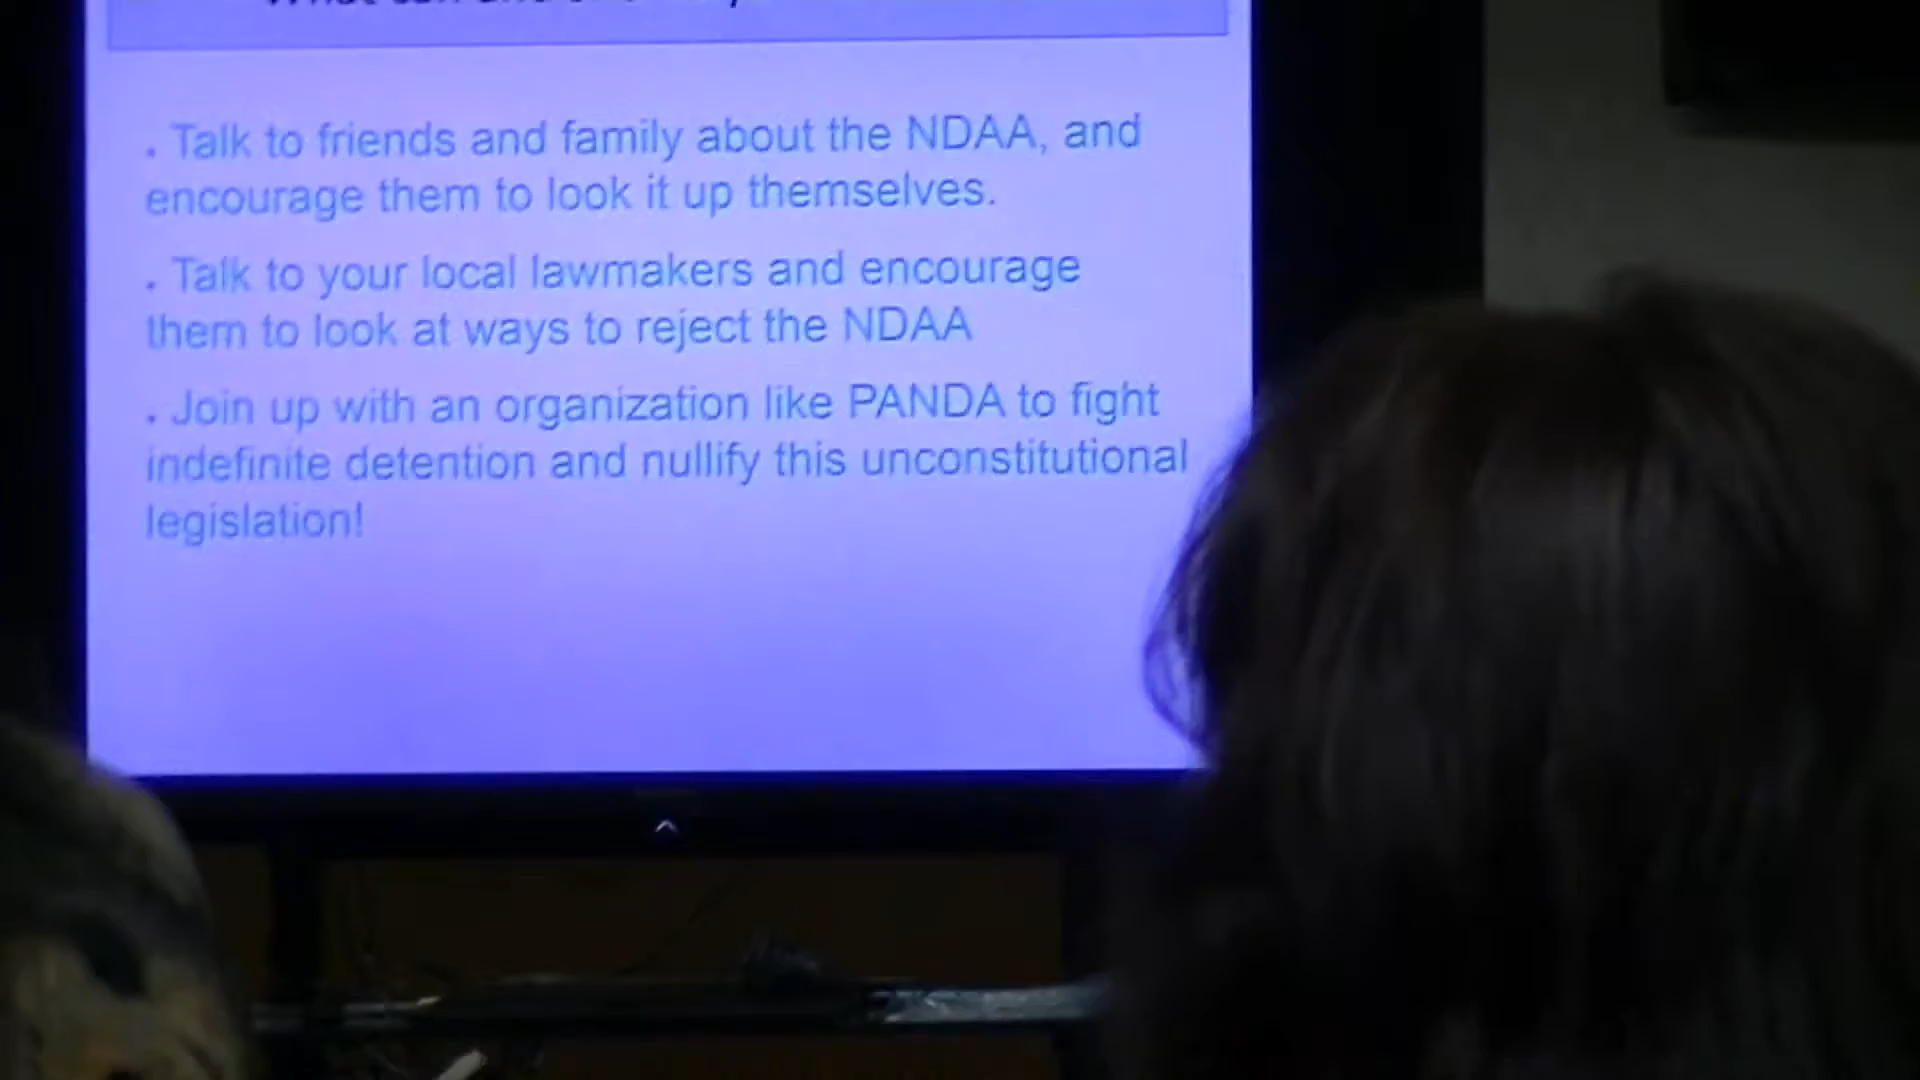 . Talk to friends and family about the NDAA, and
encourage them to look it up themselves.
. Talk to your local lawmakers and encourage
them to look at ways to reject the NDAA
. Join up with an organization like PANDA to fight
indefinite detention and nullify this unconstitutional
legislation!